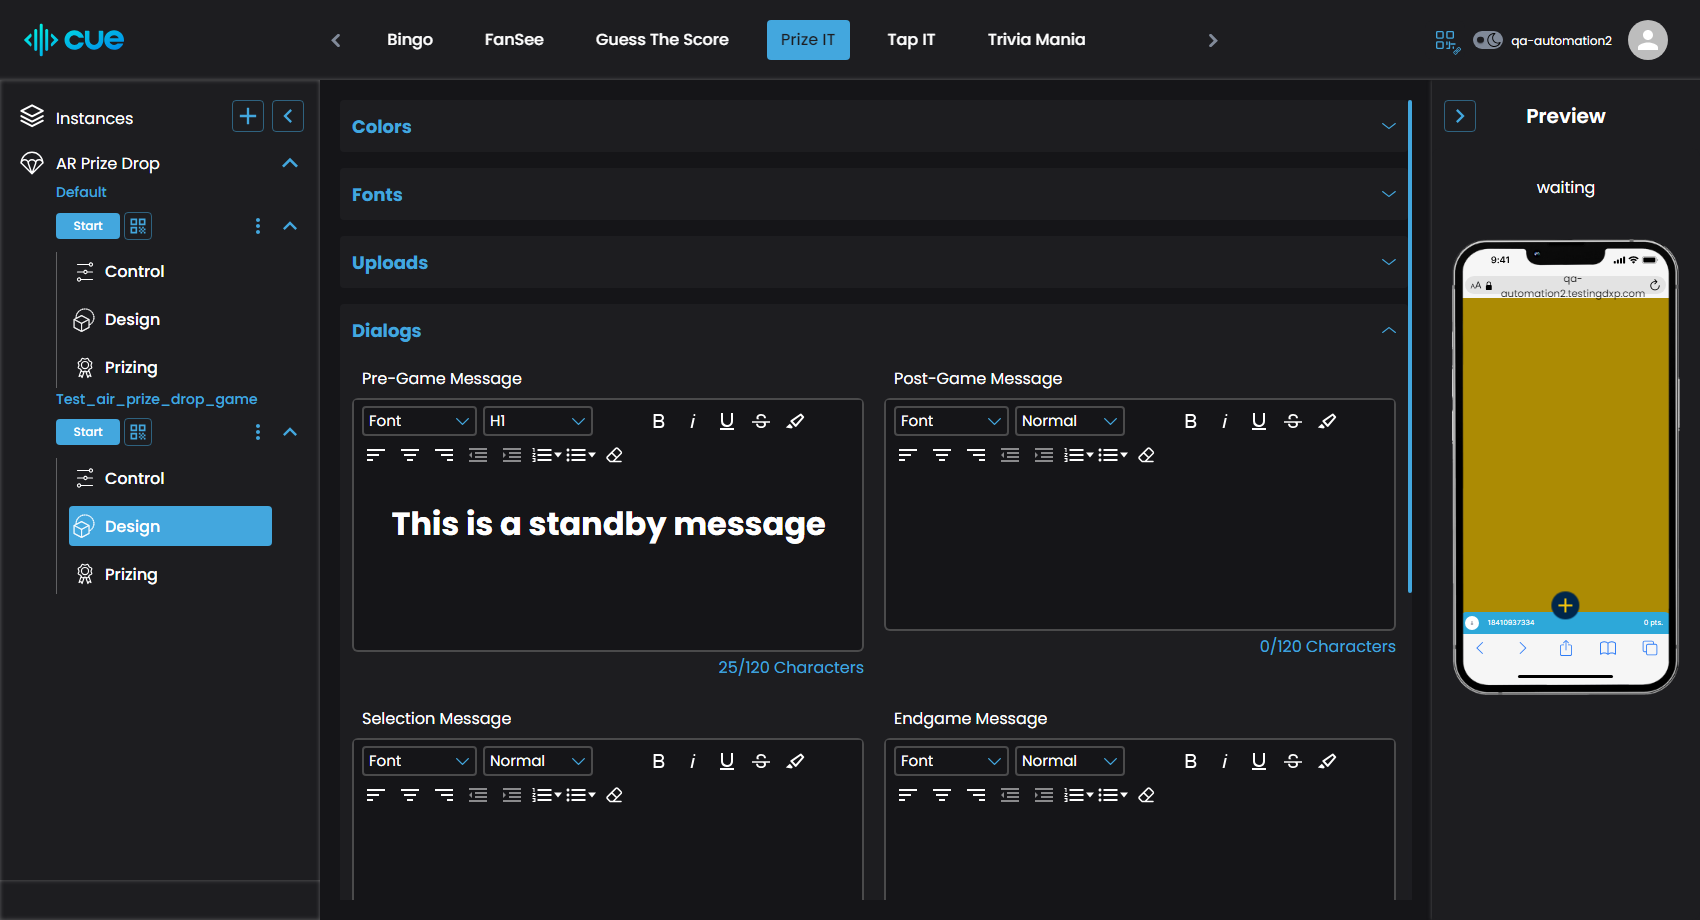 cue
Bingo
FanSee
Guess The Score
Prize IT
Tap IT
Trivia Mania
qa-automation2
Instances
AR Prize Drop
Default
Start
Control
Design
Prizing
Test_air_prize_drop_game
Start
Control
Design
Prizing
Colors
Fonts
Uploads
Dialogs
Pre-Game Message
Font
H1
B
i
U
S
This is a standby message
25/120 Characters
Post-Game Message
Font
Normal
B
i
U
S
0/120 Characters
Selection Message
Font
Normal
B
i
U
S
Endgame Message
Font
Normal
B
i
U
S
Preview
waiting
9:41
AA
qa-
automation2.testingdxp.com
18410937334
0 pts.